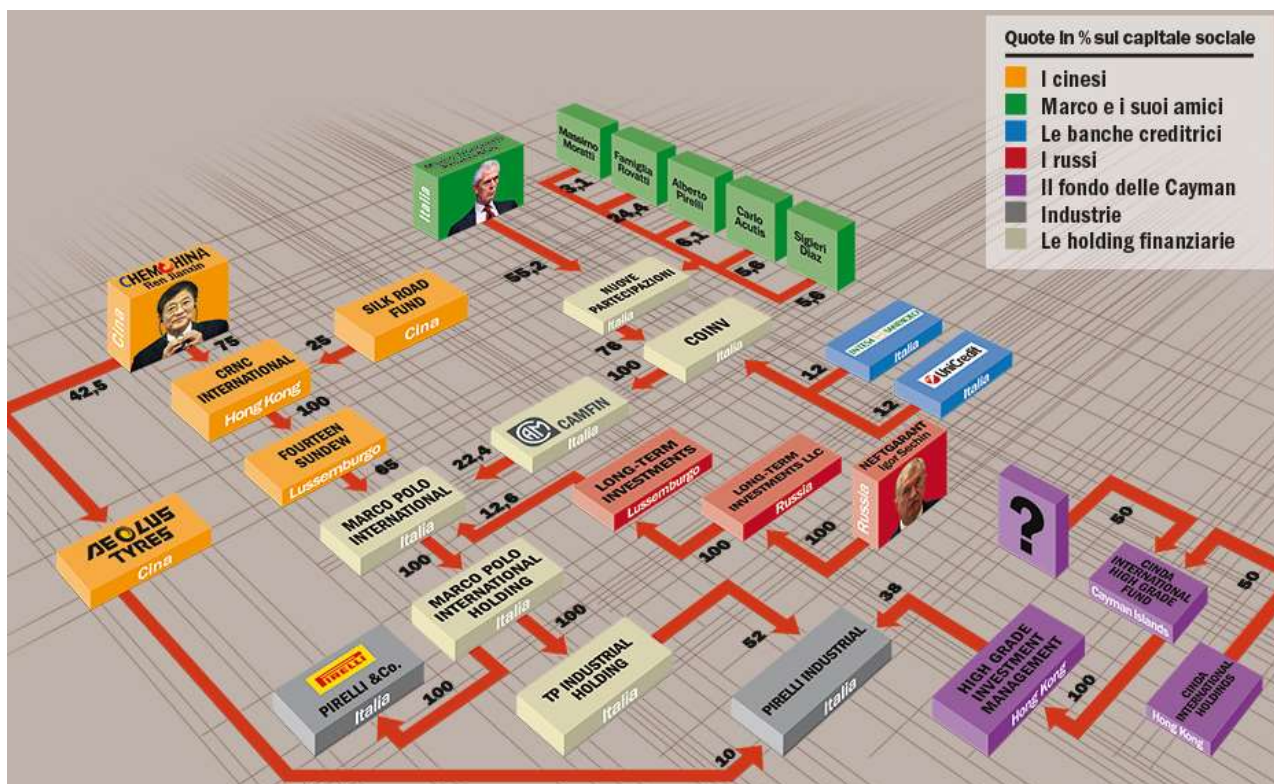 Quote in % sul capitale sociale
I cinesi
Marco e i suoi amici
Le banche creditrici
I russi
Il fondo delle Cayman
Industrie
Le holding finanziarie
Italia
Massimo
Moratti
Famiglia
Rovatti
Alberto
Pirelli
Carlo
Acutis
Sigieri
Diaz
3,1
24,4
6,1
5,6
5,6
55,2
NUOVE
PARTECIPAZIONI
Italia
76
COINV
Italia
100
INTESA SANPAOLO
Italia
UniCredit
Italia
12
12
CHEMCHINA
Ren Jianxin
Cina
75
42,5
SILK ROAD
FUND
Cina
25
CRNC
INTERNATIONAL
Hong Kong
100
FOURTEEN
SUNDEW
Lussemburgo
65
CAMFIN
Italia
22,4
MARCO POLO
INTERNATIONAL
Italia
12,6
LONG-TERM
INVESTMENTS
Lussemburgo
100
LONG-TERM
INVESTMENTS LLC
Russia
100
NEFTGARANT
Igor Sechin
Russia
AEOLUS
TYRES
Cina
100
MARCO POLO
INTERNATIONAL
HOLDING
Italia
100
100
PIRELLI
PIRELLI &Co.
Italia
TP INDUSTRIAL
HOLDING
Italia
52
PIRELLI INDUSTRIAL
Italia
10
38
HIGH GRADE
INVESTMENT
MANAGEMENT
Hong Kong
100
?
50
50
CINDA
INTERNATIONAL
HIGH GRADE
FUND
Cayman Islands
CINDA
INTERNATIONAL
HOLDINGS
Hong Kong